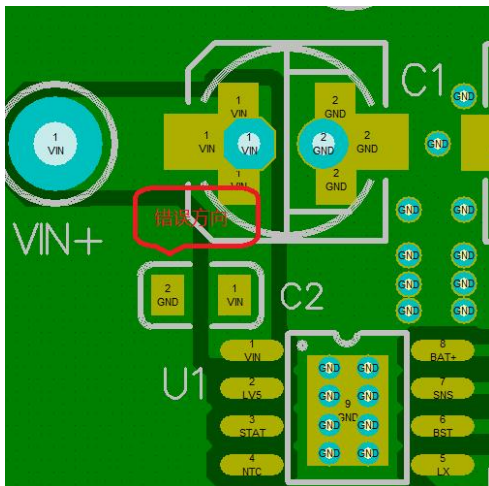 C1
GND
1
VIN
2
GND
1
VIN
1
VIN
1
VIN
2
GND
2
GND
GND
1
VIN
2
GND
错误方向
GND
GND
VIN+
GND
GND
GND
GND
GND
GND
2
GND
1
VIN
C2
U1
1
VIN
8
BAT+
GND
GND
2
LV5
7
SNS
GND
GND
9
GND
3
STAT
6
BST
GND
GND
4
NTC
5
LX
GND
GND